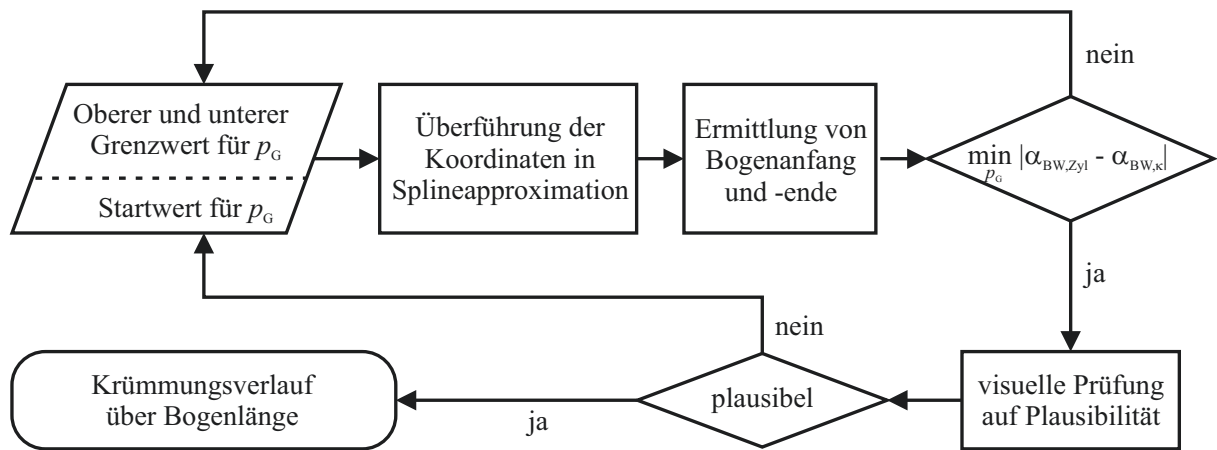 nein
Oberer und unterer
Grenzwert für p_G
Startwert für p_G
Überführung der
Koordinaten in
Splineapproximation
Ermittlung von
Bogenanfang
und -ende
min |α_BW,Zyl - α_BW,κ|
p_G
ja
nein
Krümmungsverlauf
über Bogenlänge
ja
plausibel
visuelle Prüfung
auf Plausibilität